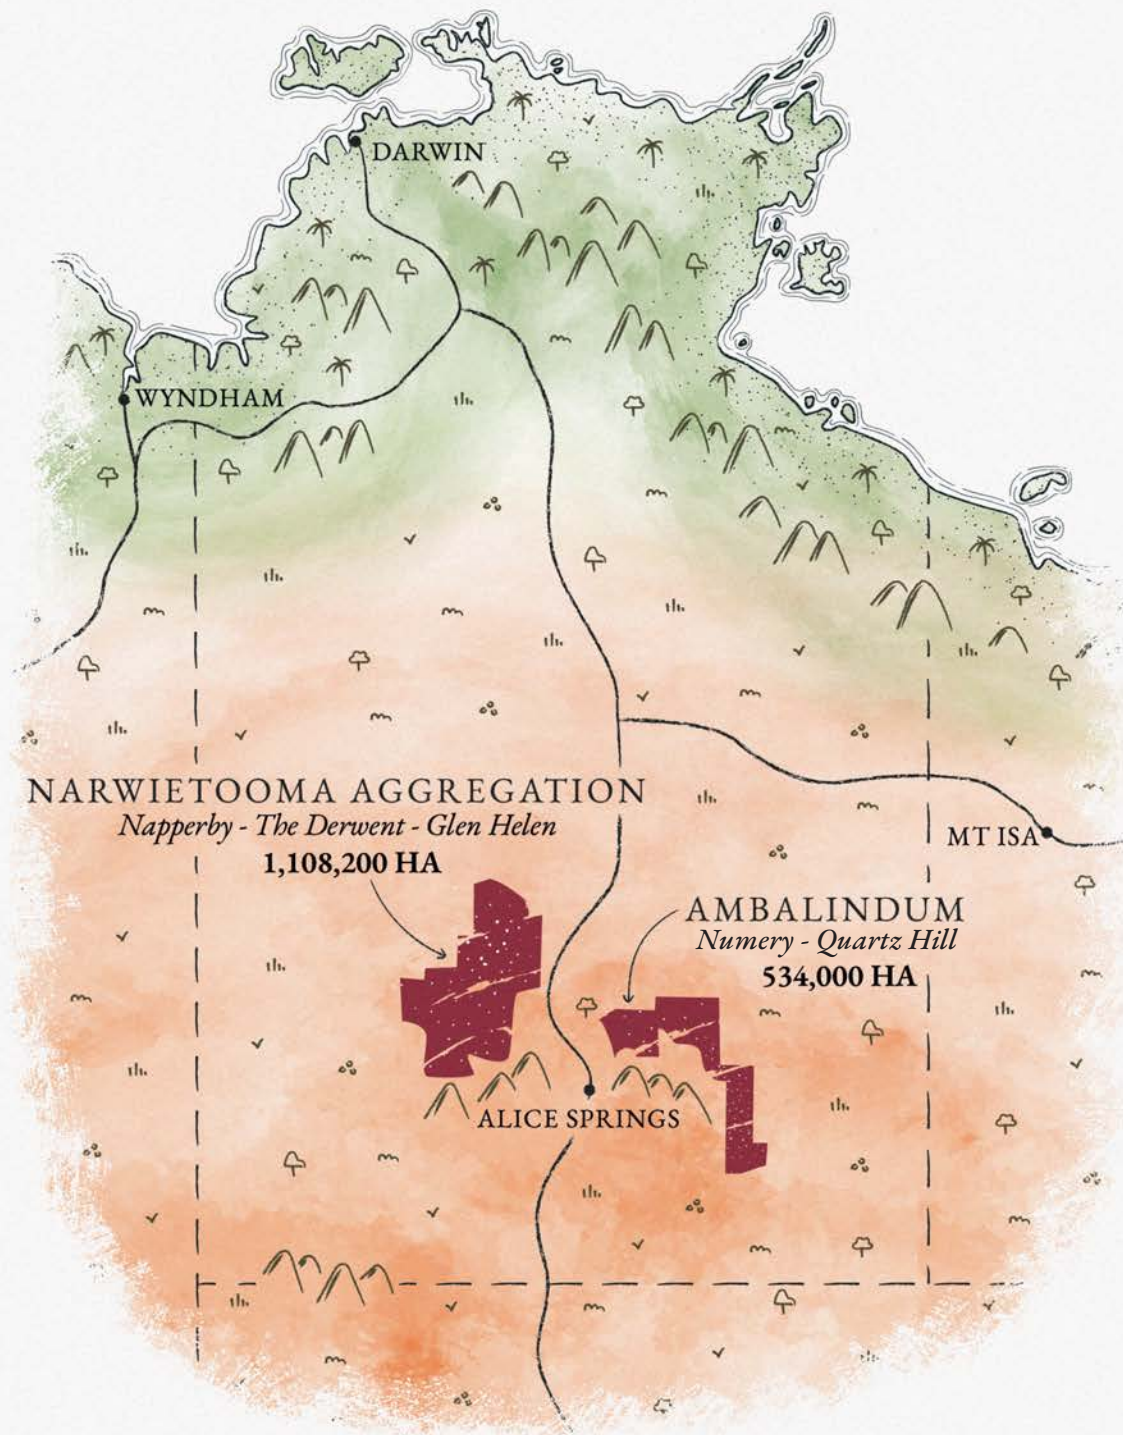 DARWIN
WYNDHAM
NARWIETOOMA AGGREGATION
Napperby - The Derwent - Glen Helen
1,108,200 HA
MT ISA
AMBALINDUM
Numery - Quartz Hill
534,000 HA
ALICE SPRINGS